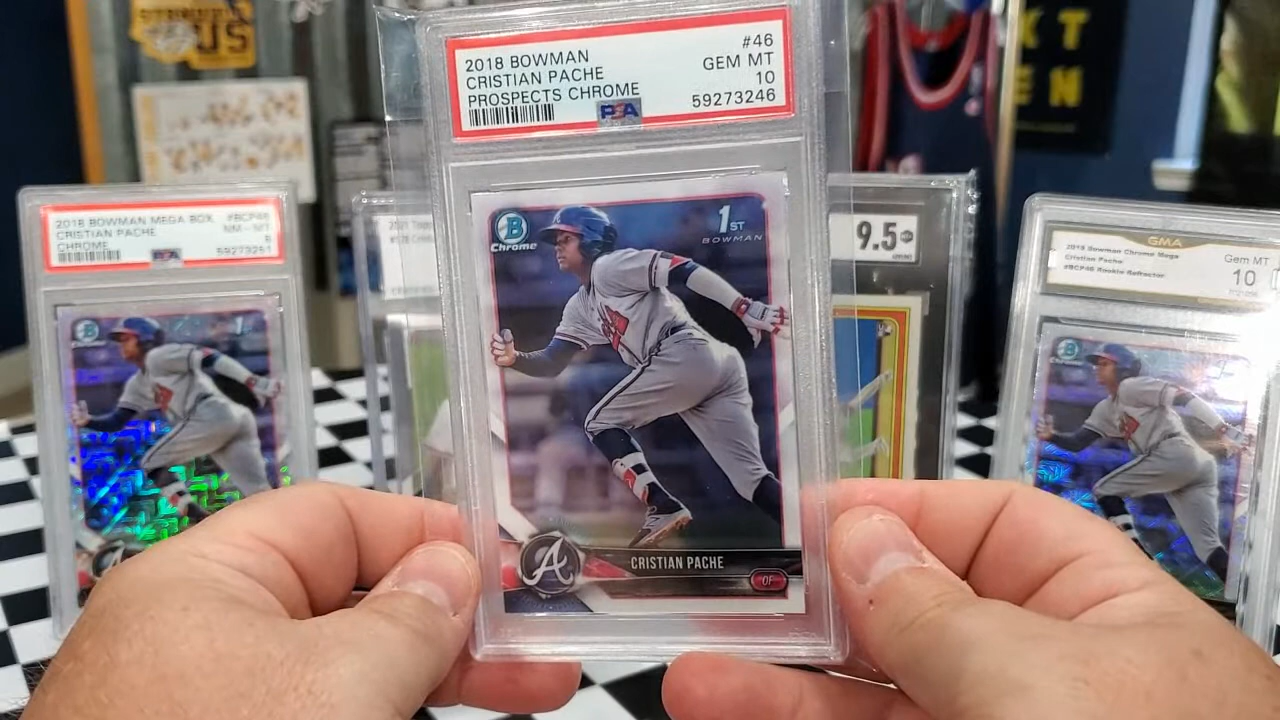 2018 BOWMAN
CRISTIAN PACHE
PROSPECTS CHROME
#46
GEM MT
10
59273246
PSA
B
Chrome
1ST
BOWMAN
A
CRISTIAN PACHE
OF
2018 BOWMAN MEGA BOX
CRISTIAN PACHE
CHROME
#BCP46
NM-MT
8
59273251
PSA
9.5
GMA
2018 Bowman Chrome Mega
Cristian Pache
#BCP46 Rookie Refractor
Gem MT
10
US